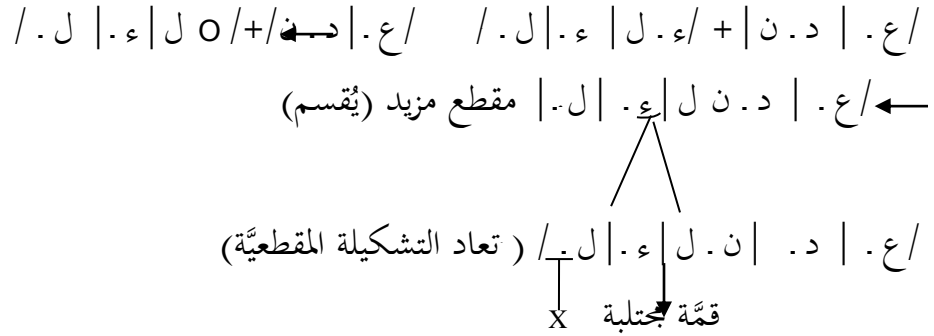 /ع . | د . ن | + /ء . ل | ء . | ل . / /ع . | د . ن /+/ O ل | ء . | ل . /
/ع . | د . ن ل | ء . | ل . | مقطع مزيد (يُقسم)
/ع . | د . | ن . ل | ء . | ل . / ( تعاد التشكيلة المقطعيَّة)
قمَّة مجتلبة X